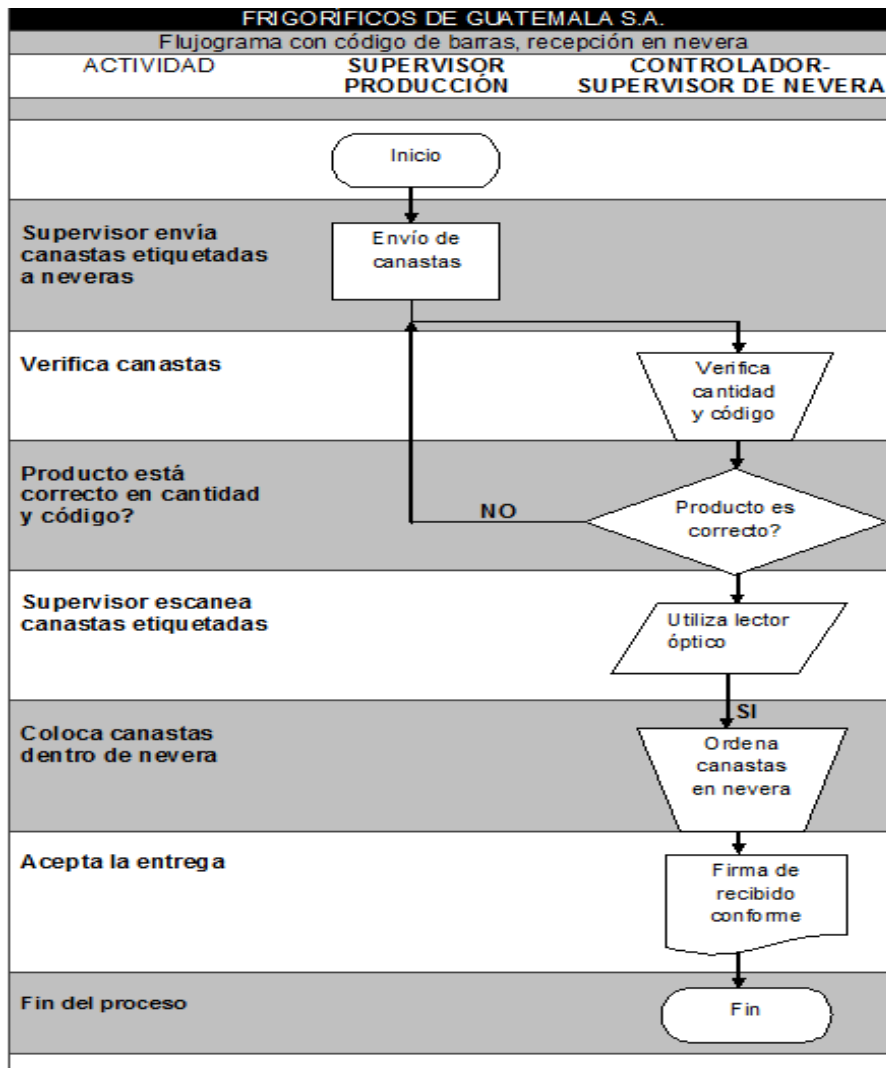 FRIGORÍFICOS DE GUATEMALA S.A.
Flujograma con código de barras, recepción en nevera
ACTIVIDAD
SUPERVISOR
PRODUCCIÓN
CONTROLADOR-
SUPERVISOR DE NEVERA
Inicio
Supervisor envía
canastas etiquetadas
a neveras
Envío de
canastas
Verifica canastas
Verifica
cantidad
y código
Producto está
correcto en cantidad
y código?
NO
Producto es
correcto?
Supervisor escanea
canastas etiquetadas
Utiliza lector
óptico
SI
Coloca canastas
dentro de nevera
Ordena
canastas
en nevera
Acepta la entrega
Firma de
recibido
conforme
Fin del proceso
Fin